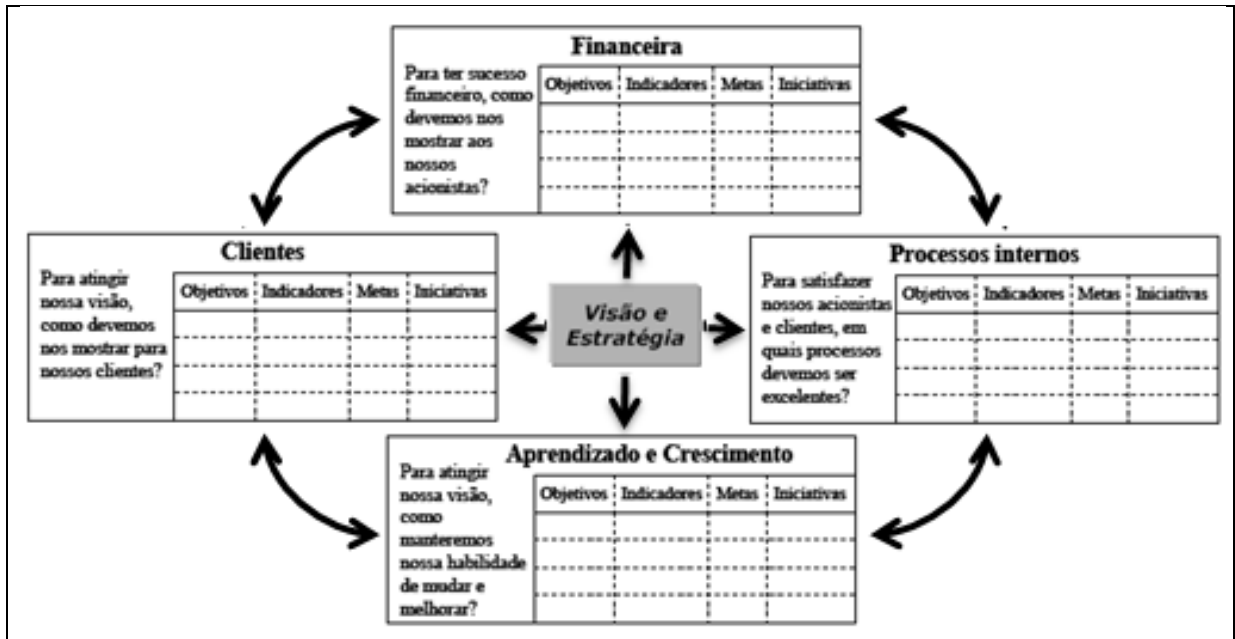 Financeira
Para ter sucesso
financeiro, como
devemos nos
mostrar aos
nossos
acionistas?
Objetivos Indicadores Metas Iniciativas
Clientes
Para atingir
nossa visão,
como devemos
nos mostrar para
nossos clientes?
Objetivos Indicadores Metas Iniciativas
Visão e
Estratégia
Processos internos
Para satisfazer
nossos acionistas
e clientes, em
quais processos
devemos ser
excelentes?
Objetivos Indicadores Metas Iniciativas
Aprendizado e Crescimento
Para atingir
nossa visão,
como
manteremos
nossa habilidade
de mudar e
melhorar?
Objetivos Indicadores Metas Iniciativas